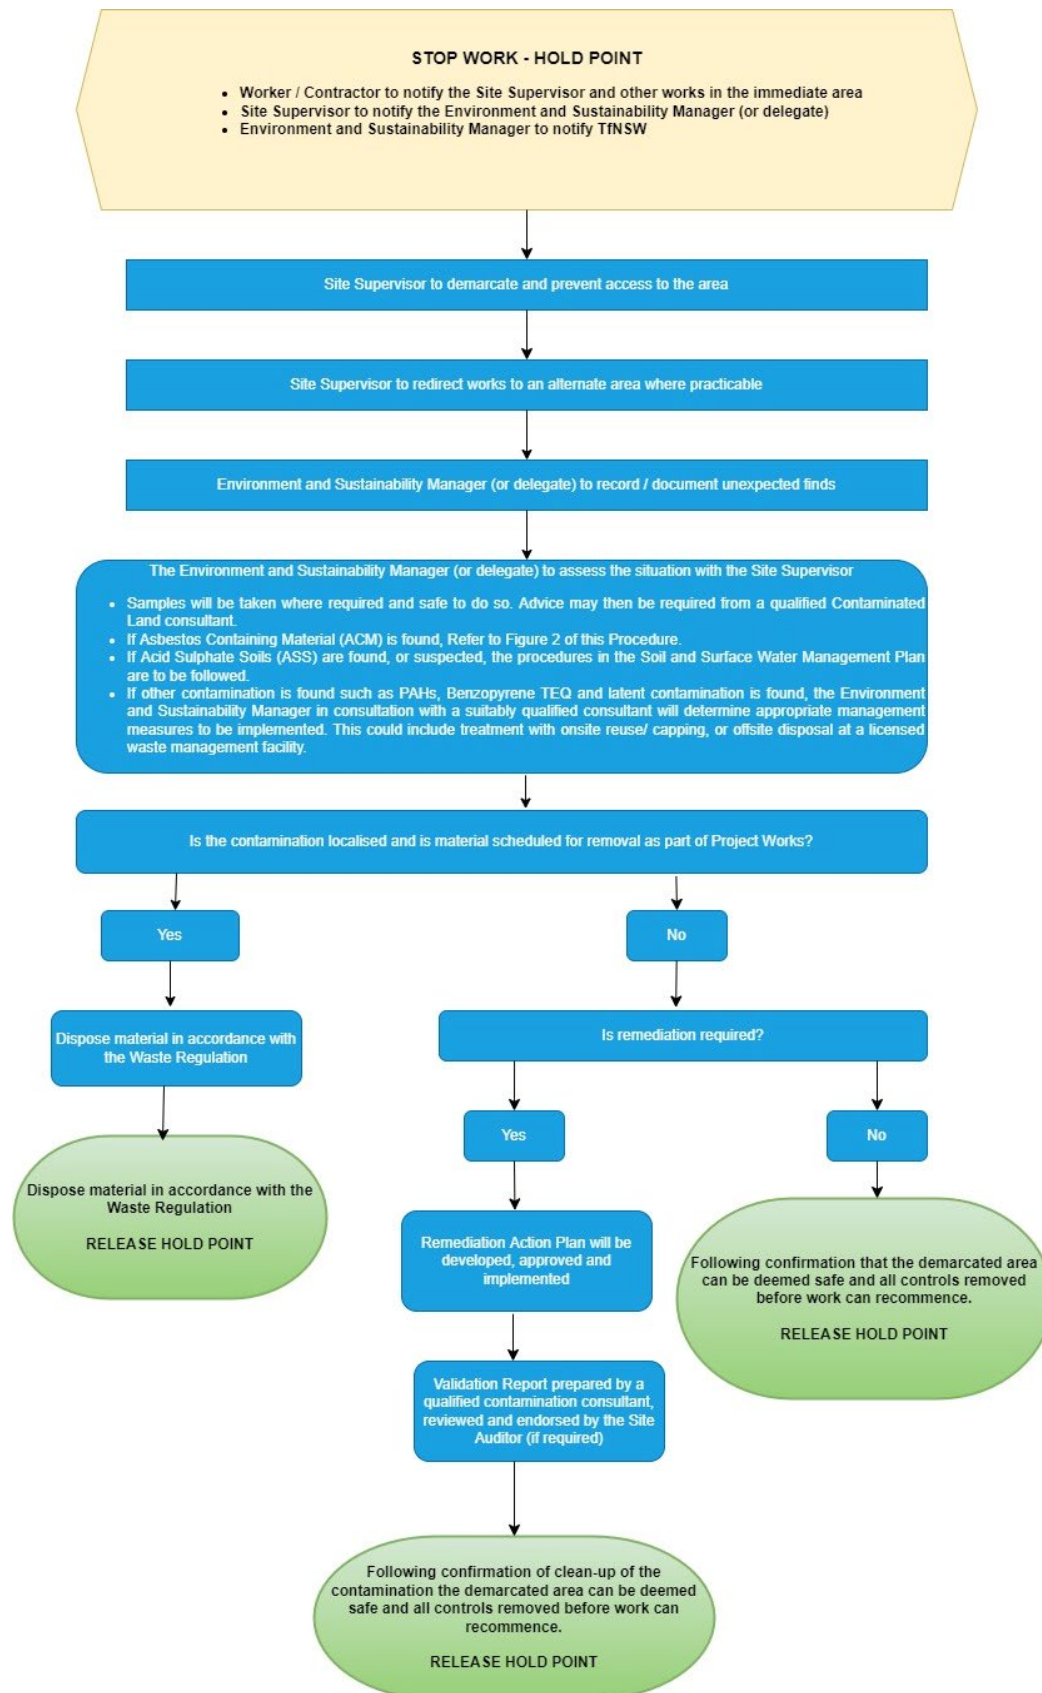 STOP WORK - HOLD POINT
• Worker / Contractor to notify the Site Supervisor and other works in the immediate area
• Site Supervisor to notify the Environment and Sustainability Manager (or delegate)
• Environment and Sustainability Manager to notify TfNSW
Site Supervisor to demarcate and prevent access to the area
Site Supervisor to redirect works to an alternate area where practicable
Environment and Sustainability Manager (or delegate) to record / document unexpected finds
The Environment and Sustainability Manager (or delegate) to assess the situation with the Site Supervisor
• Samples will be taken where required and safe to do so. Advice may then be required from a qualified Contaminated
Land consultant.
• If Asbestos Containing Material (ACM) is found, Refer to Figure 2 of this Procedure.
• If Acid Sulphate Soils (ASS) are found, or suspected, the procedures in the Soil and Surface Water Management Plan
are to be followed.
• If other contamination is found such as PAHs, Benzopyrene TEQ and latent contamination is found, the Environment
and Sustainability Manager in consultation with a suitably qualified consultant will determine appropriate management
measures to be implemented. This could include treatment with onsite reuse/ capping, or offsite disposal at a licensed
waste management facility.
Is the contamination localised and is material scheduled for removal as part of Project Works?
Yes
No
Dispose material in accordance with
the Waste Regulation
Is remediation required?
Yes
No
Dispose material in accordance with the
Waste Regulation
RELEASE HOLD POINT
Remediation Action Plan will be
developed, approved and
implemented
Following confirmation that the demarcated area
can be deemed safe and all controls removed
before work can recommence.
RELEASE HOLD POINT
Validation Report prepared by a
qualified contamination consultant,
reviewed and endorsed by the Site
Auditor (if required)
Following confirmation of clean-up of the
contamination the demarcated area can be deemed
safe and all controls removed before work can
recommence.
RELEASE HOLD POINT